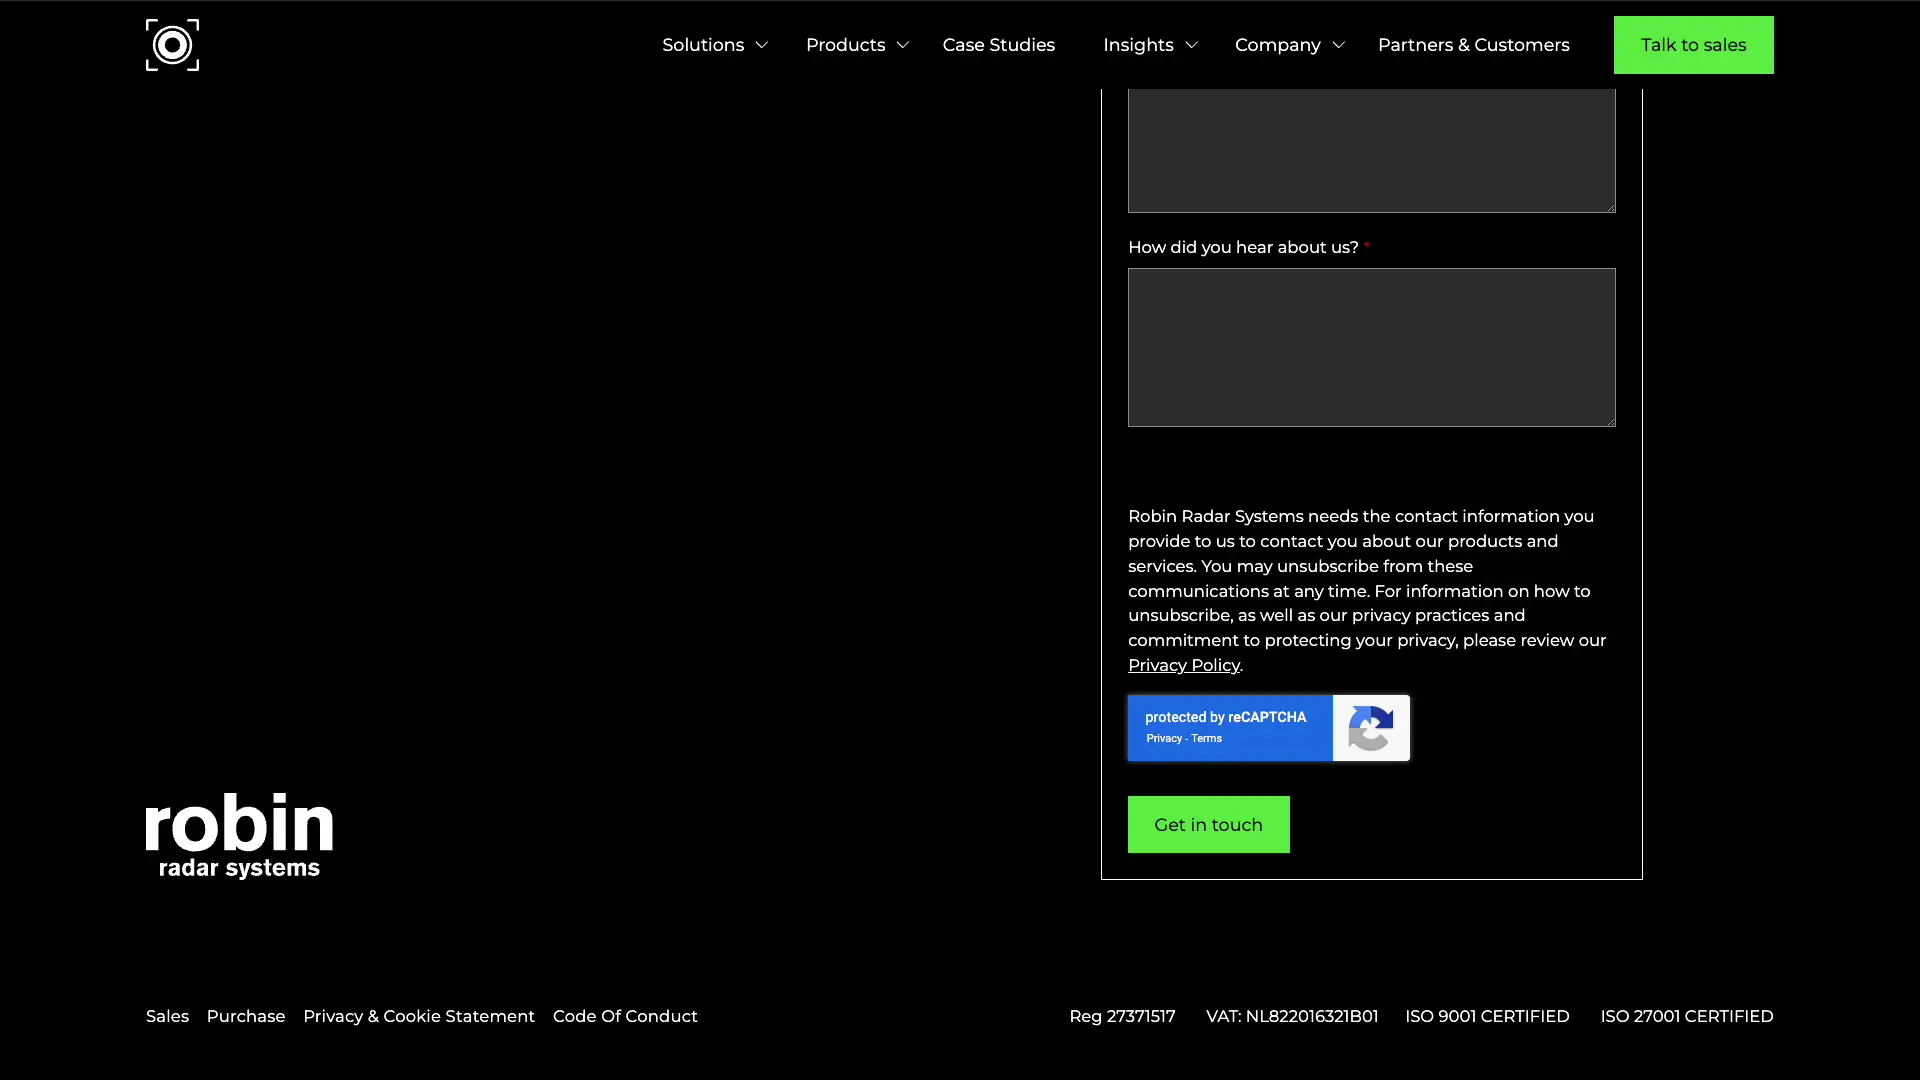 Solutions
Products
Case Studies
Insights
Company
Partners & Customers
Talk to sales
How did you hear about us? *
Robin Radar Systems needs the contact information you
provide to us to contact you about our products and
services. You may unsubscribe from these
communications at any time. For information on how to
unsubscribe, as well as our privacy practices and
commitment to protecting your privacy, please review our
Privacy Policy.
protected by reCAPTCHA
Privacy - Terms
Get in touch
robin
radar systems
Sales
Purchase
Privacy & Cookie Statement
Code Of Conduct
Reg 27371517
VAT: NL822016321B01
ISO 9001 CERTIFIED
ISO 27001 CERTIFIED